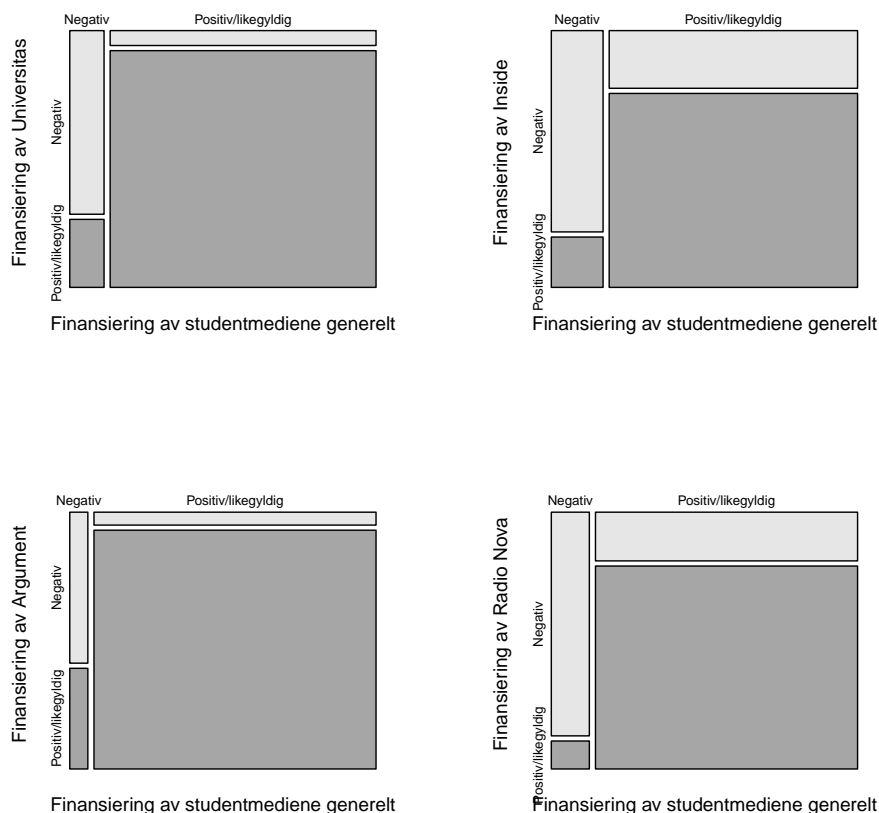 Negativ Positiv/likegyldig
Finansiering av Universitas
Negativ
Positiv/likegyldig
Finansiering av studentmediene generelt
Negativ Positiv/likegyldig
Finansiering av Inside
Negativ
Positiv/likegyldig
Finansiering av studentmediene generelt
Negativ Positiv/likegyldig
Finansiering av Argument
Negativ
Positiv/likegyldig
Finansiering av studentmediene generelt
Negativ Positiv/likegyldig
Finansiering av Radio Nova
Negativ
Positiv/likegyldig
Finansiering av studentmediene generelt